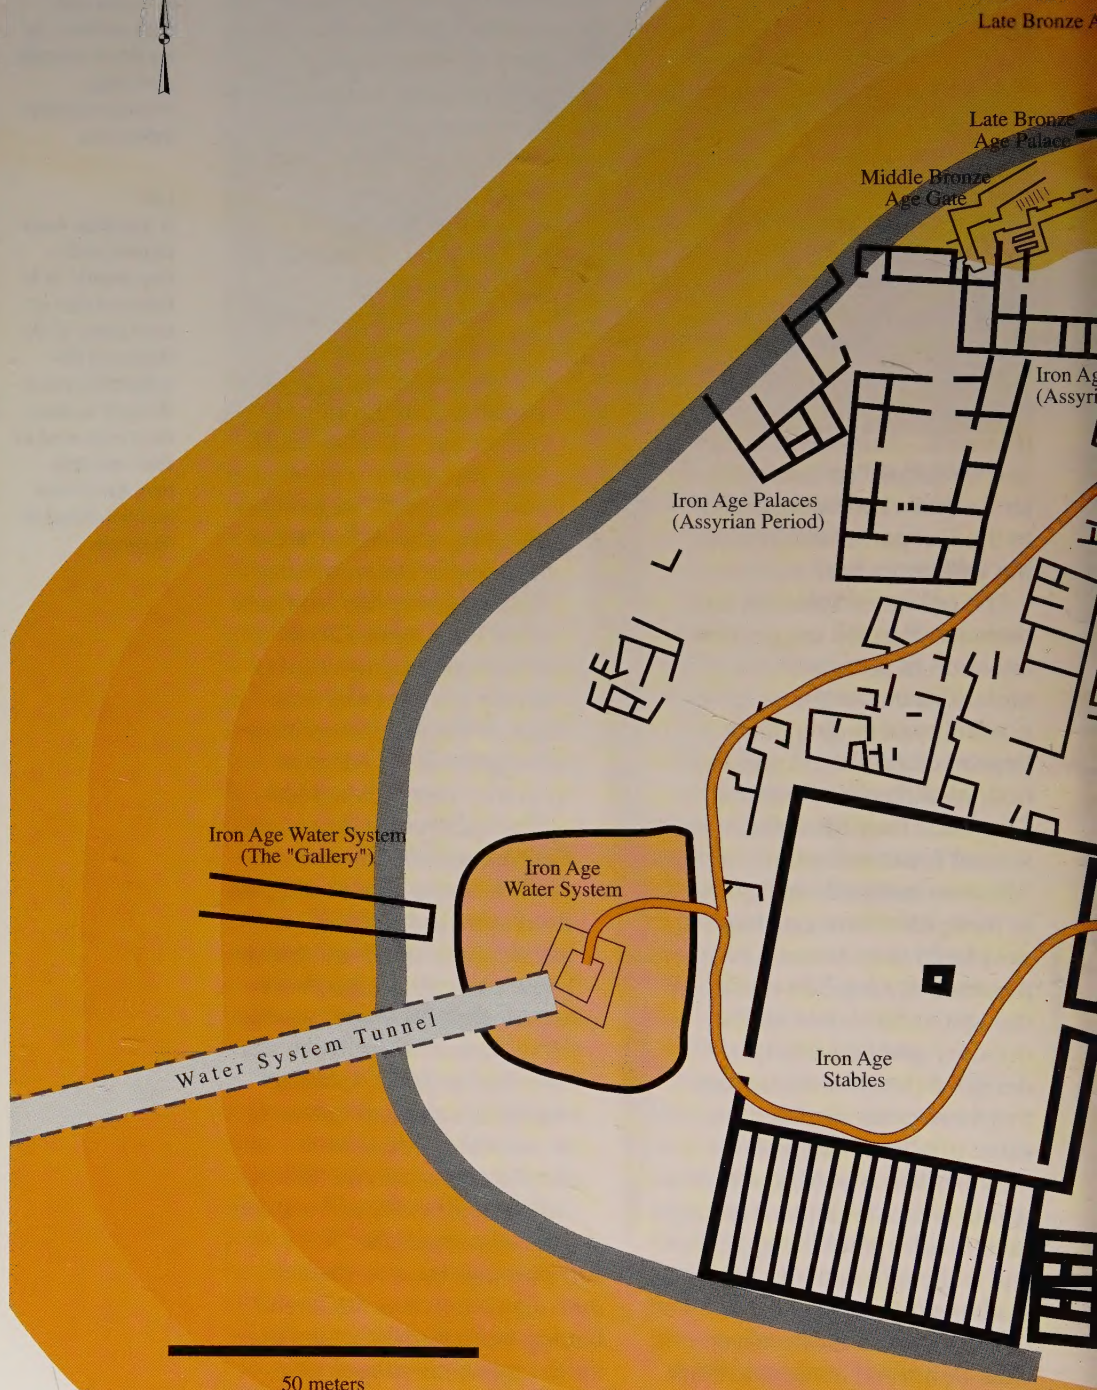 Late Bronze A
Late Bronze
Age Palace
Middle Bronze
Age Gate
Iron Ag
(Assyri
Iron Age Palaces
(Assyrian Period)
Iron Age Water System
(The "Gallery")
Iron Age
Water System
Water System Tunnel
Iron Age
Stables
50 meters